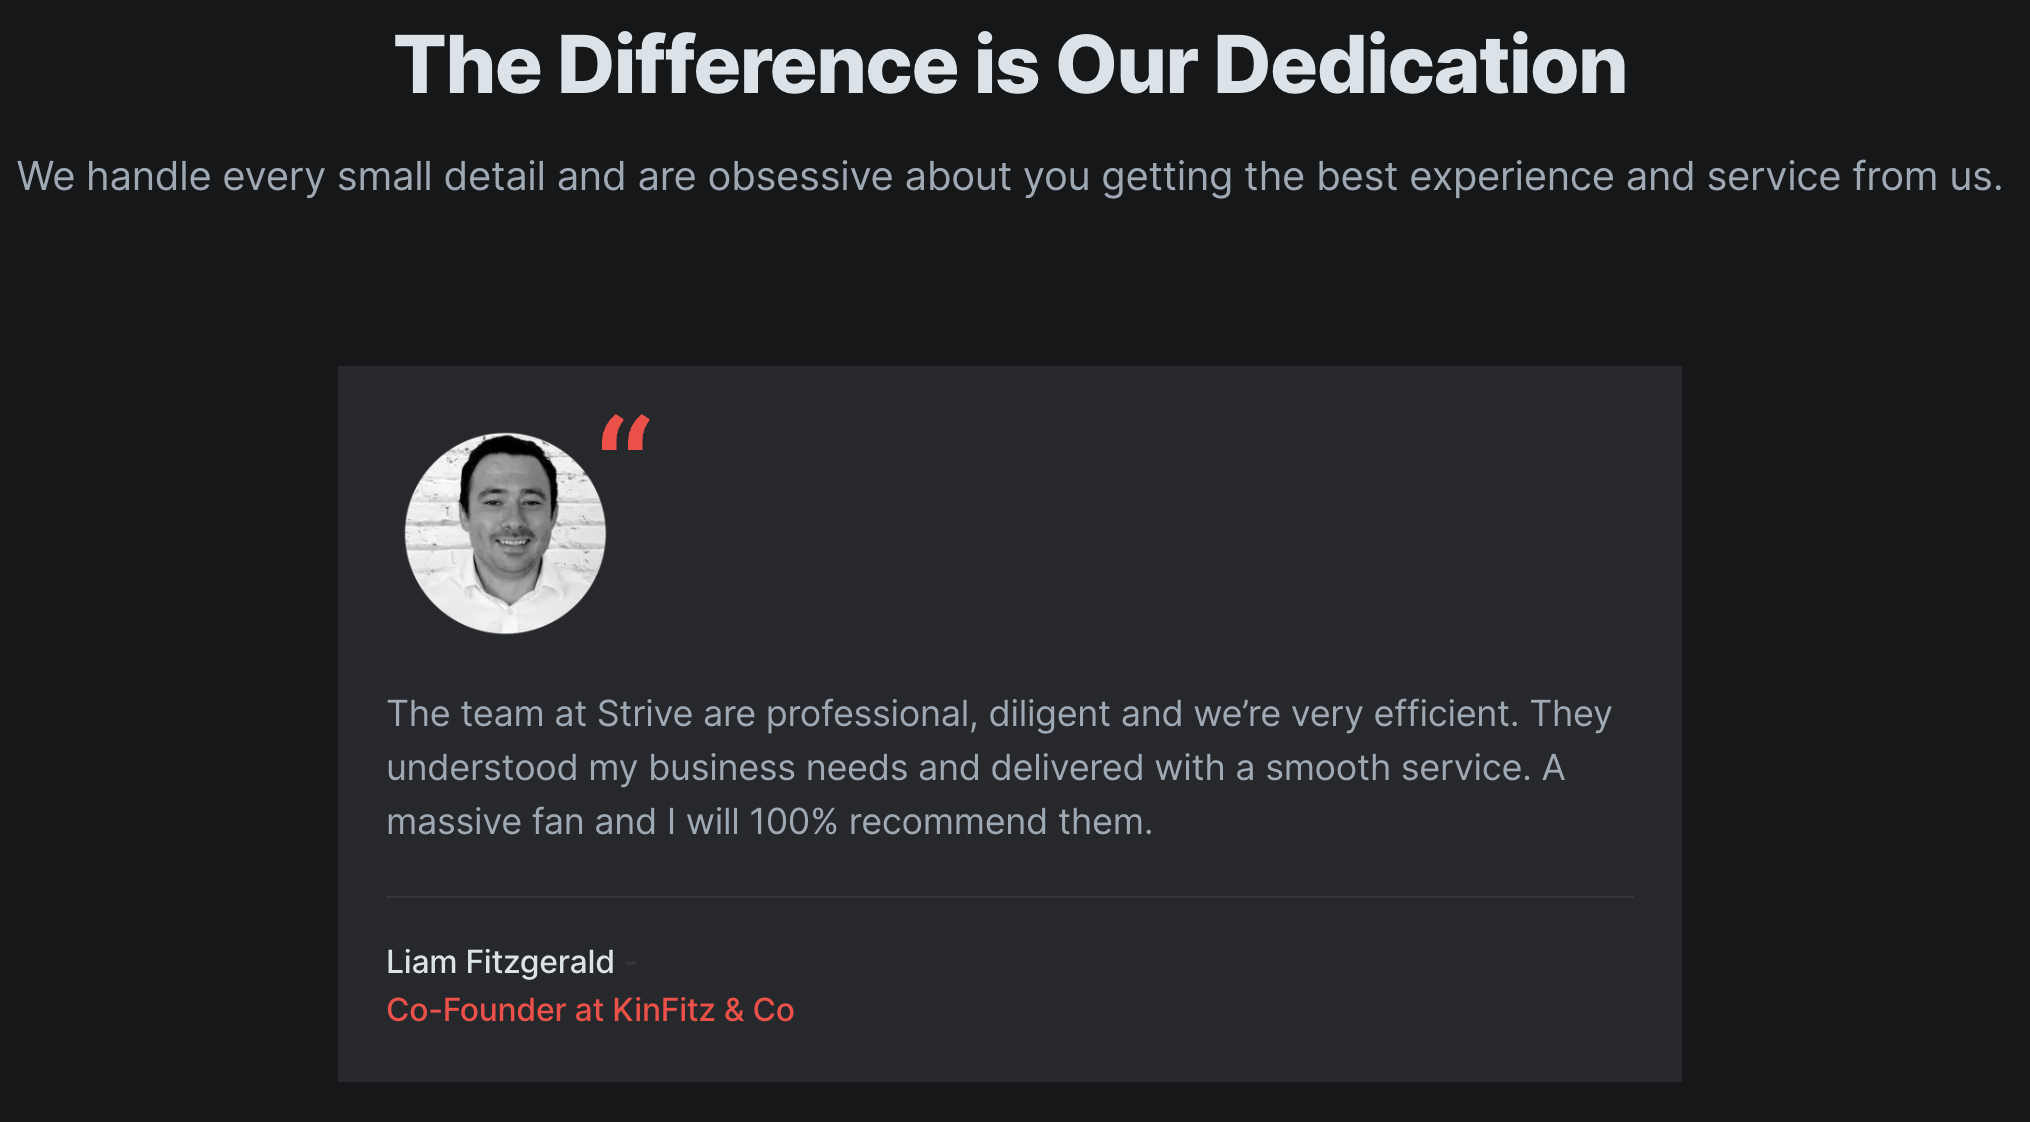 The Difference is Our Dedication
We handle every small detail and are obsessive about you getting the best experience and service from us.
“
The team at Strive are professional, diligent and we’re very efficient. They
understood my business needs and delivered with a smooth service. A
massive fan and I will 100% recommend them.
Liam Fitzgerald -
Co-Founder at KinFitz & Co